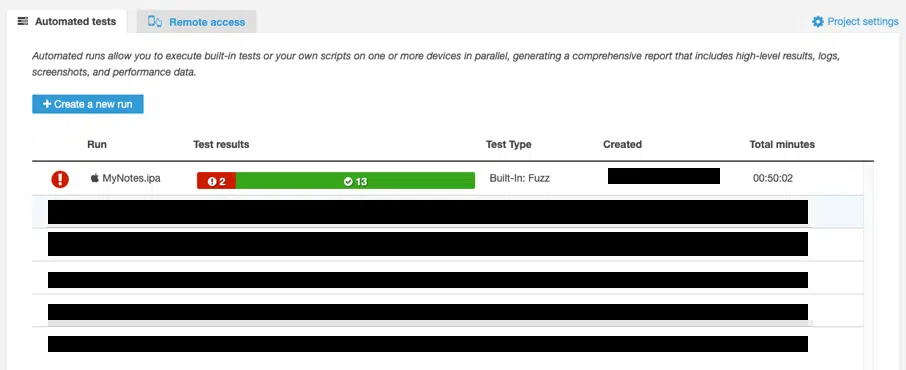 Automated tests
Remote access
Project settings
Automated runs allow you to execute built-in tests or your own scripts on one or more devices in parallel, generating a comprehensive report that includes high-level results, logs,
screenshots, and performance data.
+ Create a new run
Run Test results Test Type Created Total minutes
MyNotes.ipa 2 13 Built-In: Fuzz 00:50:02